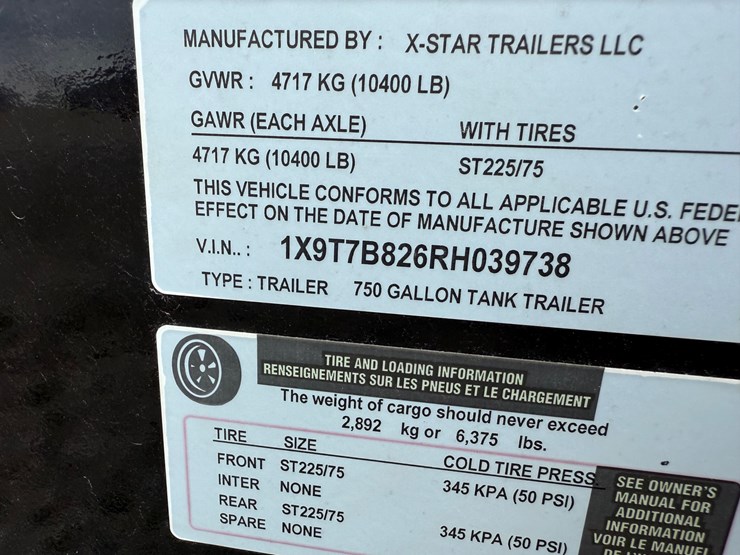 MANUFACTURED BY : X-STAR TRAILERS LLC
GVWR : 4717 KG (10400 LB)
GAWR (EACH AXLE) WITH TIRES
4717 KG (10400 LB) ST225/75
THIS VEHICLE CONFORMS TO ALL APPLICABLE U.S.
EFFECT ON THE DATE OF MANUFACTURE SHOWN ABOVE
V.I.N.. : 1X9T7B826RH039738
TYPE : TRAILER 750 GALLON TANK TRAILER
TIRE AND LOADING INFORMATION
RENSEIGNEMENTS SUR LES PNEUS ET LE CHARGEMENT
The weight of cargo should never exceed
2,892 kg or 6,375 lbs.
TIRE SIZE COLD TIRE PRESS.
FRONT ST225/75 345 KPA (50 PSI)
INTER NONE
REAR ST225/75 345 KPA (50 PSI)
SPARE NONE
SEE OWNER'S
MANUAL FOR
ADDITIONAL
INFORMATION
VOIR LE MANUE